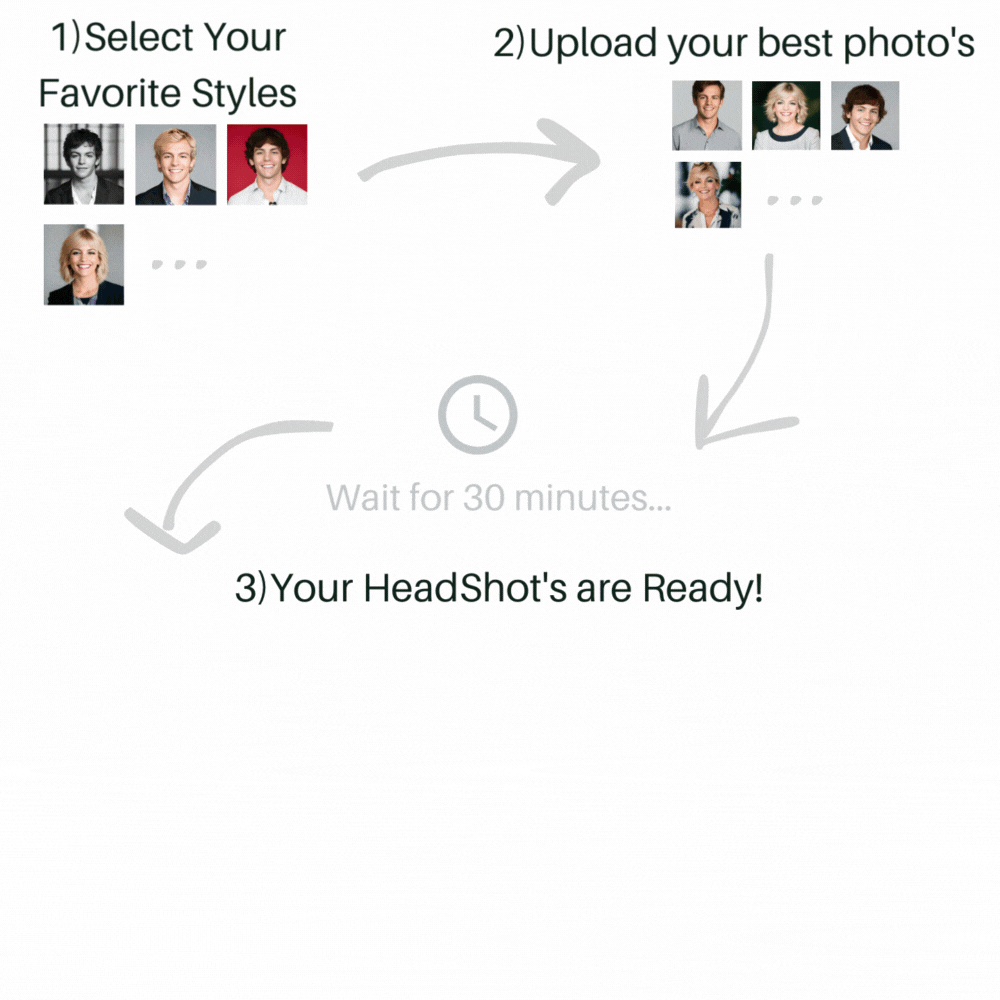 1)Select Your
Favorite Styles
2)Upload your best photo's
Wait for 30 minutes...
3)Your HeadShot's are Ready!